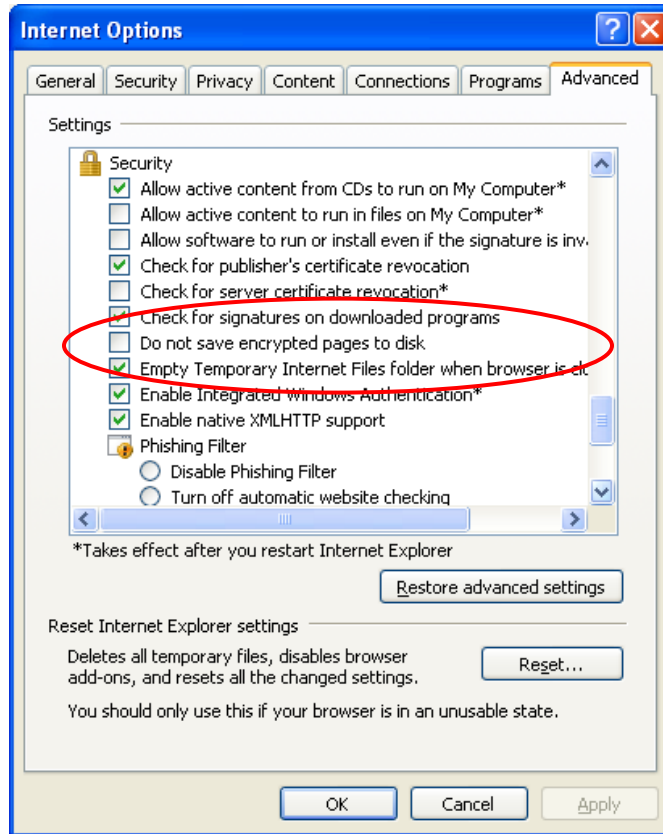 Internet Options
General Security Privacy Content Connections Programs Advanced
Settings
Security
Allow active content from CDs to run on My Computer*
Allow active content to run in files on My Computer*
Allow software to run or install even if the signature is inv
Check for publisher's certificate revocation
Check for server certificate revocation*
Check for signatures on downloaded programs
Do not save encrypted pages to disk
Empty Temporary Internet Files folder when browser is clo
Enable Integrated Windows Authentication*
Enable native XMLHTTP support
Phishing Filter
Disable Phishing Filter
Turn off automatic website checking
*Takes effect after you restart Internet Explorer
Restore advanced settings
Reset Internet Explorer settings
Deletes all temporary files, disables browser
add-ons, and resets all the changed settings.
Reset...
You should only use this if your browser is in an unusable state.
OK Cancel Apply